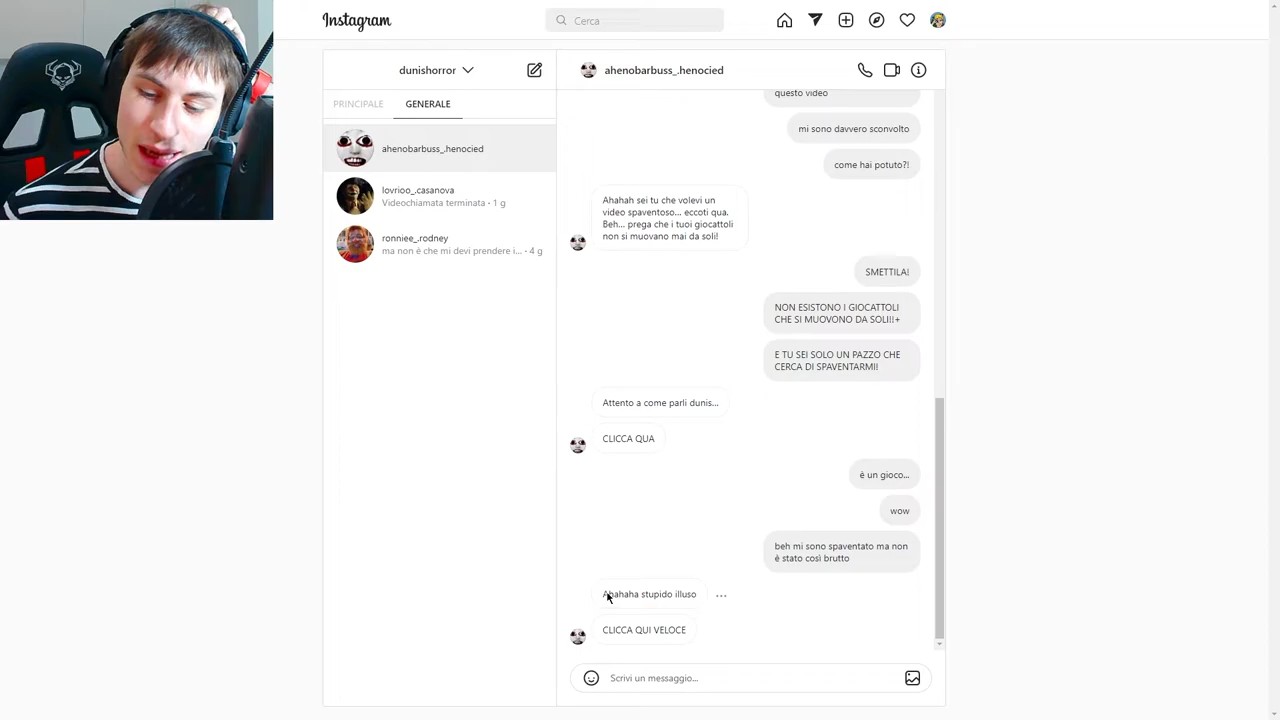 Instagram
Cerca
dunishorror
PRINCIPALE
GENERALE
ahenobarbuss_.henocied
lovrioo_.casanova
Videochiamata terminata · 1 g
ronniee_.rodney
ma non è che mi devi prendere i... · 4 g
ahenobarbuss_.henocied
questo video
mi sono davvero sconvolto
come hai potuto?!
Ahahah sei tu che volevi un
video spaventoso... eccoti qua.
Beh... prega che i tuoi giocattoli
non si muovano mai da soli!
SMETTILA!
NON ESISTONO I GIOCATTOLI
CHE SI MUOVONO DA SOLI!!+
E TU SEI SOLO UN PAZZO CHE
CERCA DI SPAVENTARMI!
Attento a come parli dunis...
CLICCA QUA
è un gioco...
wow
beh mi sono spaventato ma non
è stato così brutto
Ahahaha stupido illuso
CLICCA QUI VELOCE
Scrivi un messaggio...